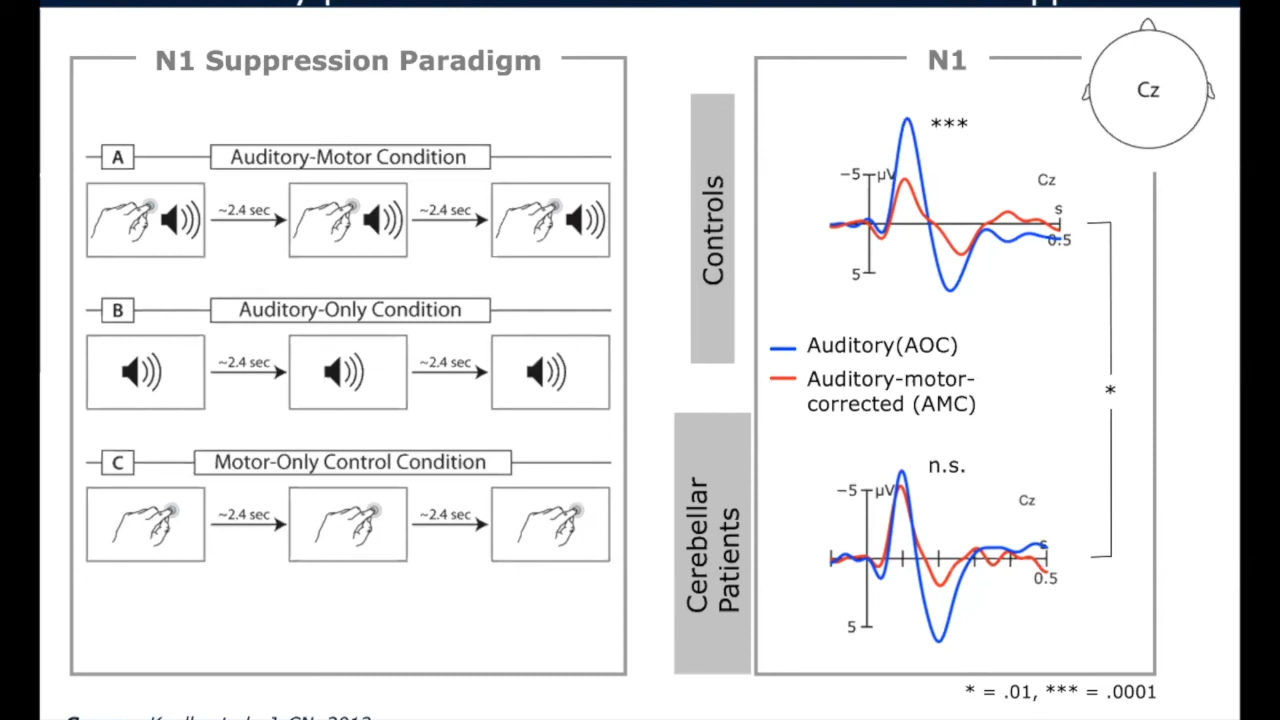 N1 Suppression Paradigm
A
Auditory-Motor Condition
~2.4 sec
~2.4 sec
B
Auditory-Only Condition
~2.4 sec
~2.4 sec
C
Motor-Only Control Condition
~2.4 sec
~2.4 sec
N1
Cz
Controls
***
−5
μV
Cz
s
0.5
5
Auditory(AOC)
Auditory-motor-
corrected (AMC)
*
Cerebellar
Patients
n.s.
−5
μV
Cz
s
0.5
5
* = .01, *** = .0001